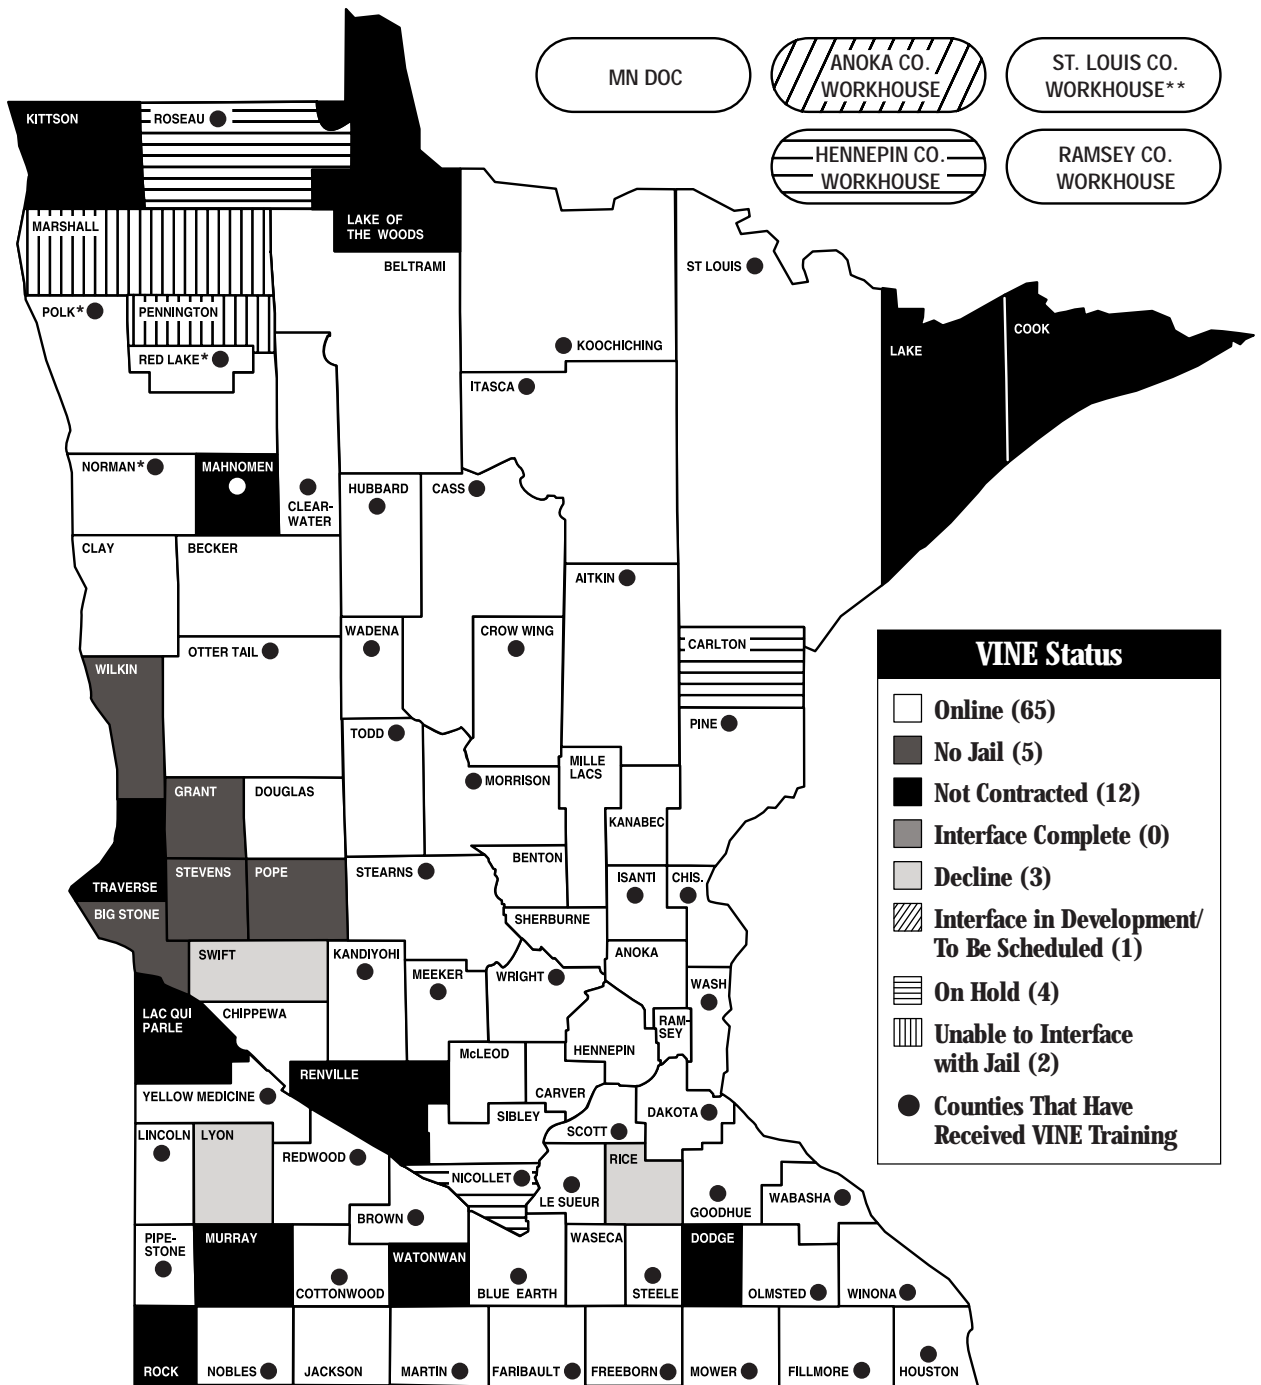 MN DOC
ANOKA CO.
WORKHOUSE
ST. LOUIS CO.
WORKHOUSE**
HENNEPIN CO.
WORKHOUSE
RAMSEY CO.
WORKHOUSE
KITTSON
ROSEAU
LAKE OF
THE WOODS
MARSHALL
BELTRAMI
ST LOUIS
POLK*
PENNINGTON
RED LAKE*
KOOCHICHING
ITASCA
LAKE
COOK
NORMAN*
MAHNOMEN
CLEAR-
WATER
HUBBARD
CASS
CLAY
BECKER
AITKIN
OTTER TAIL
WADENA
CROW WING
CARLTON
WILKIN
TODD
PINE
MORRISON
MILLE
LACS
GRANT
DOUGLAS
KANABEC
BENTON
STEVENS
POPE
STEARNS
ISANTI
CHIS.
TRAVERSE
BIG STONE
SHERBURNE
SWIFT
KANDIYOHI
MEEKER
WRIGHT
ANOKA
WASH
LAC QUI
PARLE
CHIPPEWA
RAM-
SEY
HENNEPIN
McLEOD
RENVILLE
CARVER
YELLOW MEDICINE
SIBLEY
DAKOTA
SCOTT
LINCOLN
LYON
REDWOOD
RICE
NICOLLET
LE SUEUR
GOODHUE
WABASHA
BROWN
PIPE-
STONE
MURRAY
COTTONWOOD
WATONWAN
BLUE EARTH
WASECA
STEELE
DODGE
OLMSTED
WINONA
ROCK
NOBLES
JACKSON
MARTIN
FARIBAULT
FREEBORN
MOWER
FILLMORE
HOUSTON
VINE Status
Online (65)
No Jail (5)
Not Contracted (12)
Interface Complete (0)
Decline (3)
Interface in Development/
To Be Scheduled (1)
On Hold (4)
Unable to Interface
with Jail (2)
Counties That Have
Received VINE Training